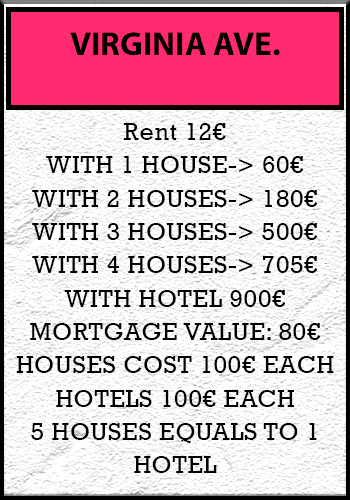 VIRGINIA AVE.
Rent 12€
WITH 1 HOUSE-> 60€
WITH 2 HOUSES-> 180€
WITH 3 HOUSES-> 500€
WITH 4 HOUSES-> 705€
WITH HOTEL 900€
MORTGAGE VALUE: 80€
HOUSES COST 100€ EACH
HOTELS 100€ EACH
5 HOUSES EQUALS TO 1
HOTEL